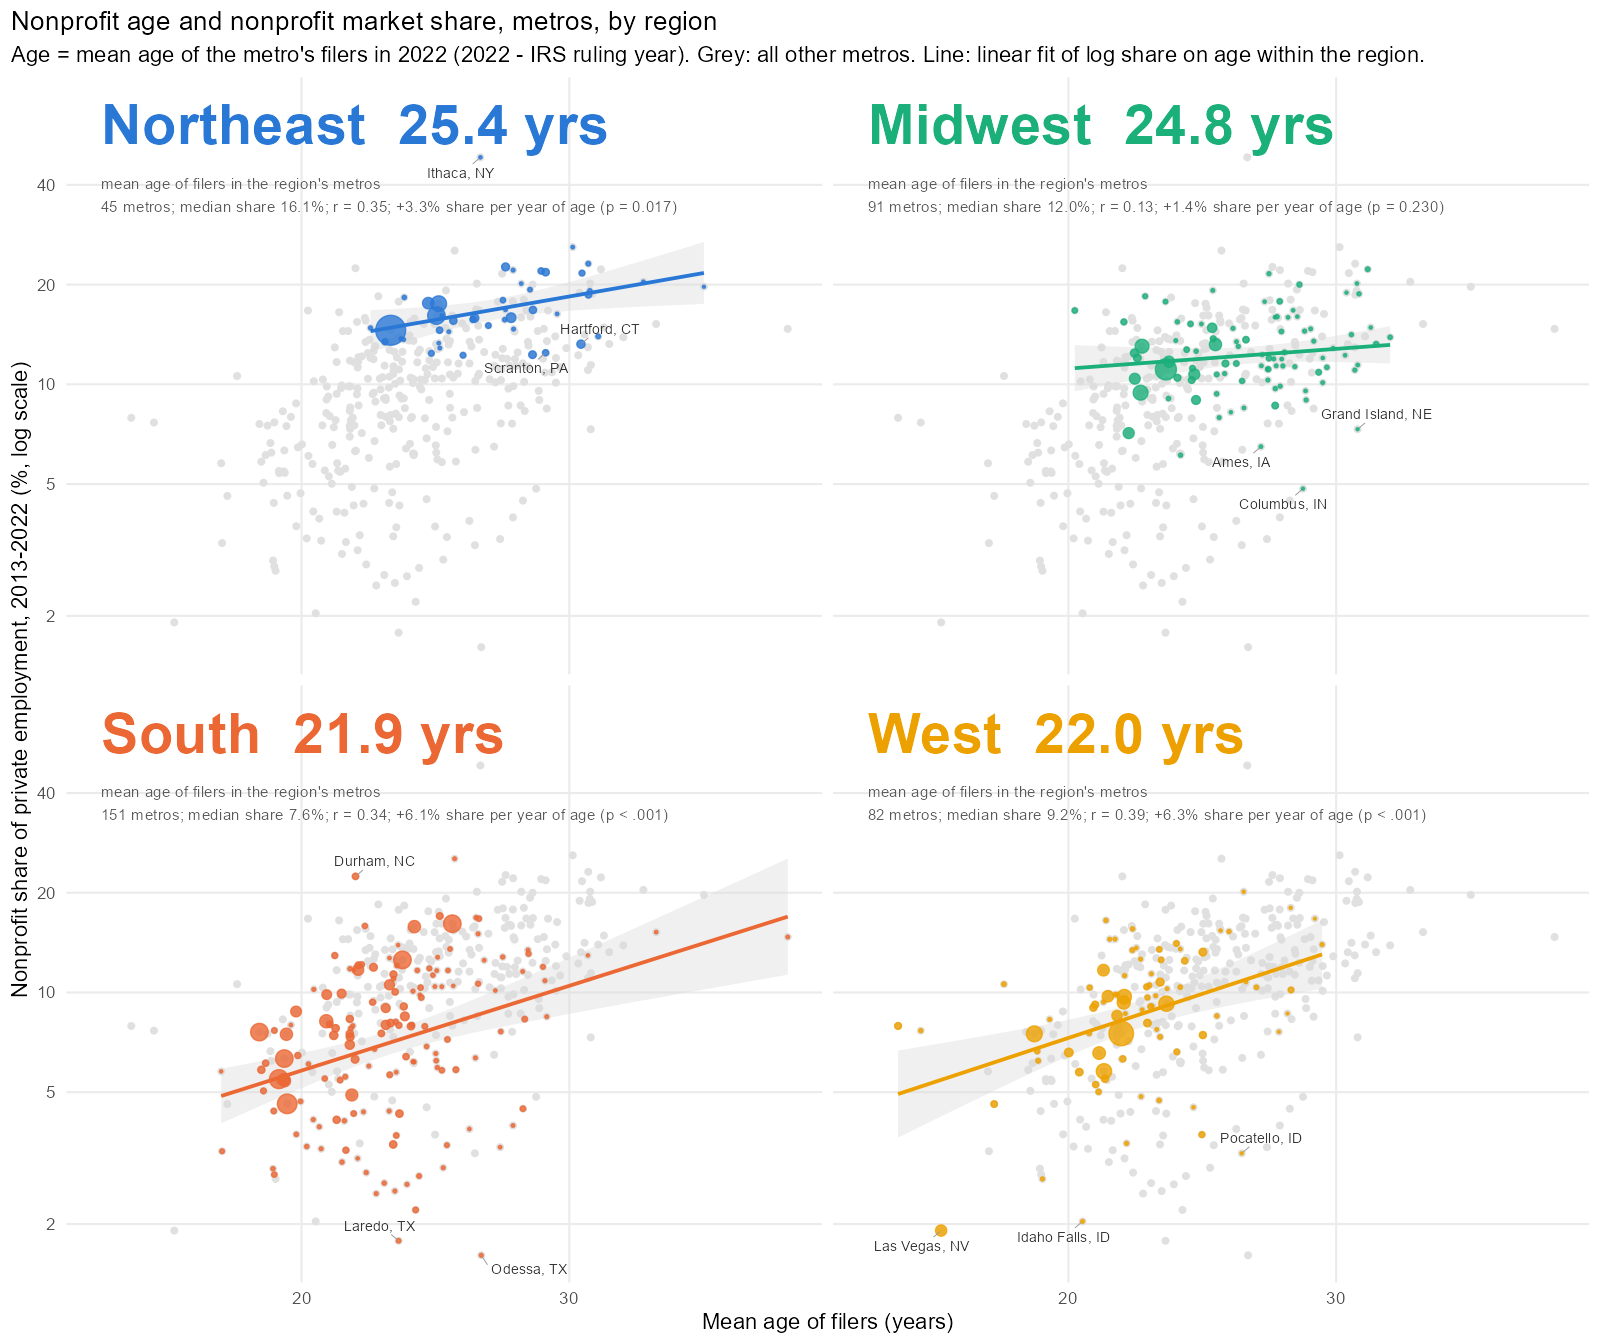 Nonprofit age and nonprofit market share, metros, by region
Age = mean age of the metro's filers in 2022 (2022 - IRS ruling year). Grey: all other metros. Line: linear fit of log share on age within the region.
Northeast 25.4 yrs
Ithaca, NY
mean age of filers in the region's metros
45 metros; median share 16.1%; r = 0.35; +3.3% share per year of age (p = 0.017)
Hartford, CT
Scranton, PA
Midwest 24.8 yrs
mean age of filers in the region's metros
91 metros; median share 12.0%; r = 0.13; +1.4% share per year of age (p = 0.230)
Grand Island, NE
Ames, IA
Columbus, IN
40
20
10
5
2
Nonprofit share of private employment, 2013-2022 (%, log scale)
South 21.9 yrs
mean age of filers in the region's metros
151 metros; median share 7.6%; r = 0.34; +6.1% share per year of age (p < .001)
Durham, NC
Laredo, TX
Odessa, TX
West 22.0 yrs
mean age of filers in the region's metros
82 metros; median share 9.2%; r = 0.39; +6.3% share per year of age (p < .001)
Pocatello, ID
Idaho Falls, ID
Las Vegas, NV
40
20
10
5
2
20
30
20
30
Mean age of filers (years)